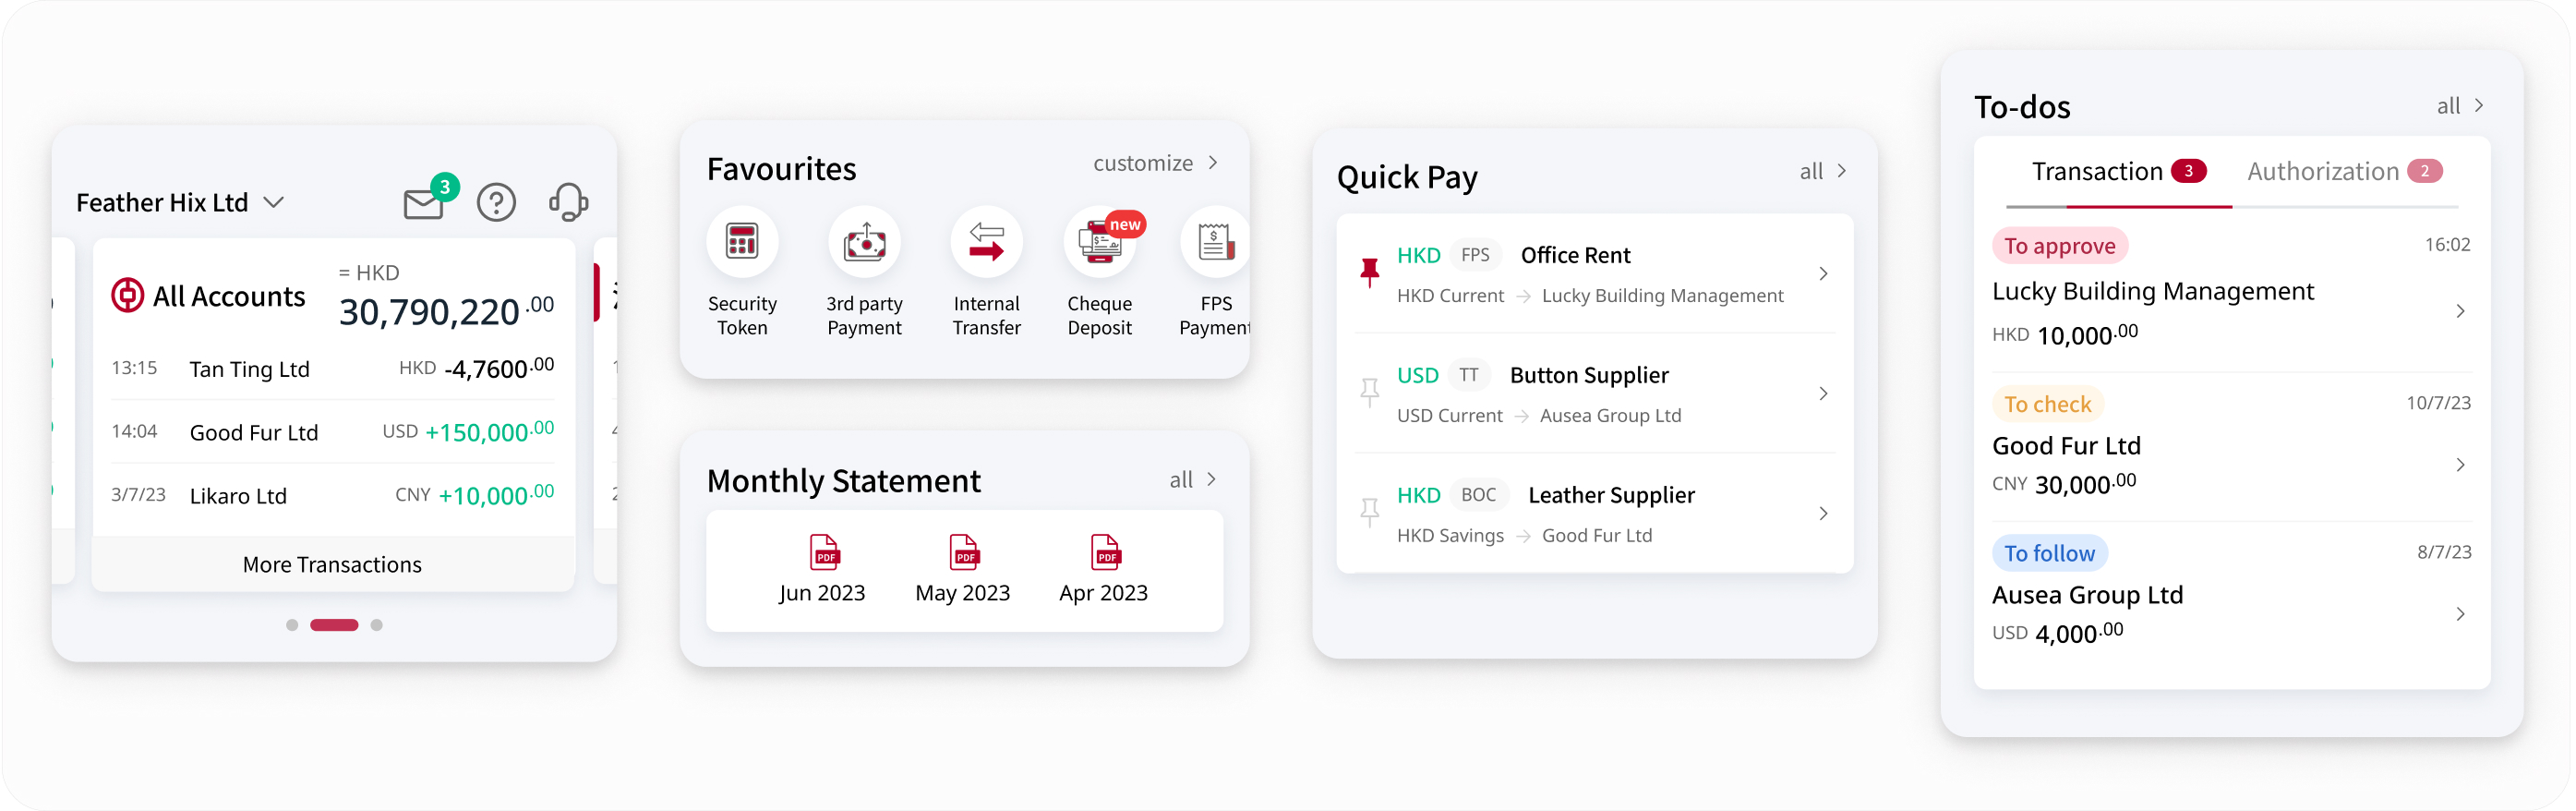 Feather Hix Ltd
3
All Accounts
= HKD
30,790,220.00
13:15 Tan Ting Ltd HKD -4,7600.00
14:04 Good Fur Ltd USD +150,000.00
3/7/23 Likaro Ltd CNY +10,000.00
More Transactions
Favourites
customize
new
Security
Token
3rd party
Payment
Internal
Transfer
Cheque
Deposit
FPS
Payment
Monthly Statement
all
PDF
PDF
PDF
Jun 2023
May 2023
Apr 2023
Quick Pay
all
HKD FPS Office Rent
HKD Current → Lucky Building Management
USD TT Button Supplier
USD Current → Ausea Group Ltd
HKD BOC Leather Supplier
HKD Savings → Good Fur Ltd
To-dos
all
Transaction 3
Authorization 2
To approve 16:02
Lucky Building Management
HKD 10,000.00
To check 10/7/23
Good Fur Ltd
CNY 30,000.00
To follow 8/7/23
Ausea Group Ltd
USD 4,000.00